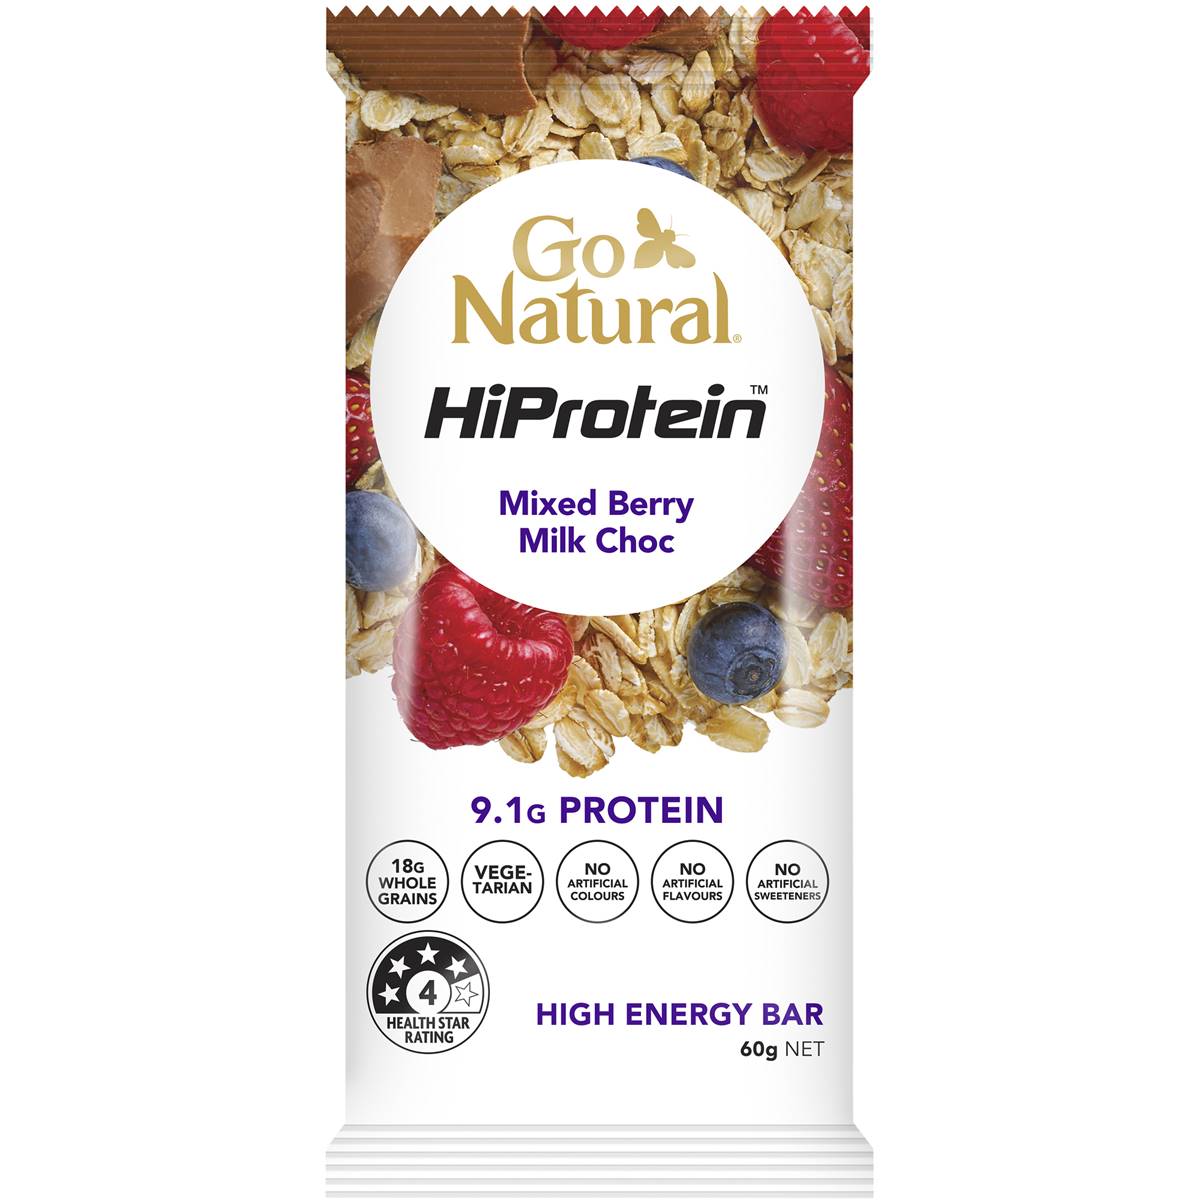 Go
Natural®
HiProtein™
Mixed Berry
Milk Choc
9.1G PROTEIN
18G
WHOLE
GRAINS
VEGE-
TARIAN
NO
ARTIFICIAL
COLOURS
NO
ARTIFICIAL
FLAVOURS
NO
ARTIFICIAL
SWEETENERS
4
HEALTH STAR
RATING
HIGH ENERGY BAR
60g NET